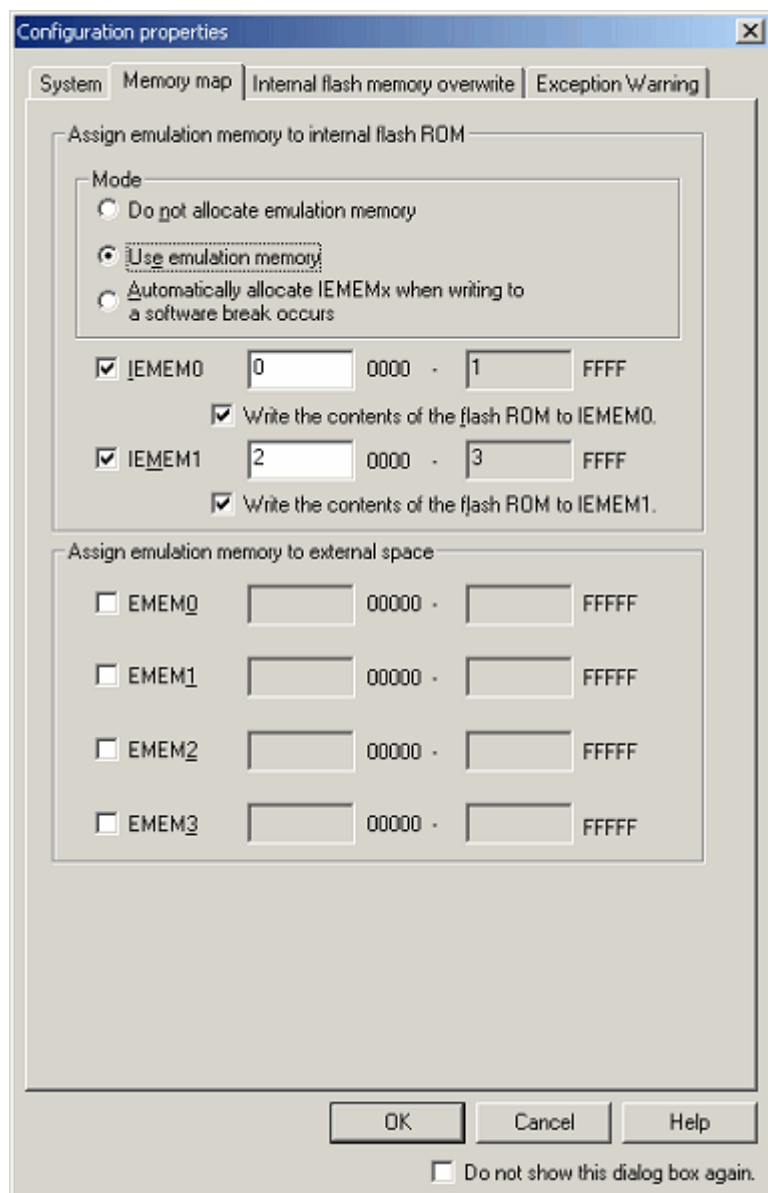 Configuration properties
System Memory map Internal flash memory overwrite Exception Warning
Assign emulation memory to internal flash ROM
Mode
Do not allocate emulation memory
Use emulation memory
Automatically allocate IEMEMx when writing to
a software break occurs
IEMEM0 0 0000 - 1 FFFF
Write the contents of the flash ROM to IEMEM0.
IEMEM1 2 0000 - 3 FFFF
Write the contents of the flash ROM to IEMEM1.
Assign emulation memory to external space
EMEM0 00000 - FFFFF
EMEM1 00000 - FFFFF
EMEM2 00000 - FFFFF
EMEM3 00000 - FFFFF
OK Cancel Help
Do not show this dialog box again.